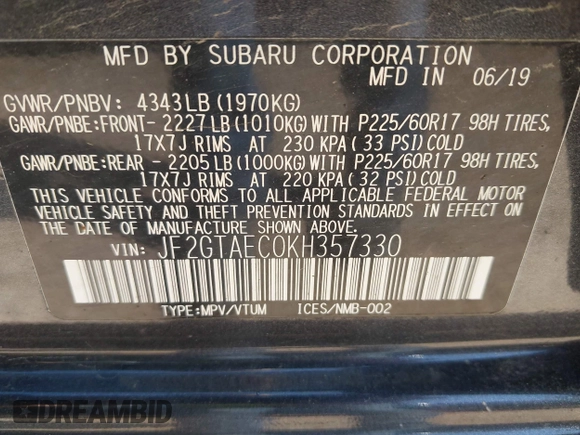 MFD BY SUBARU CORPORATION
MFD IN 06/19
GVWR/PNBV: 4343LB (1970KG)
GAWR/PNBE:FRONT- 2227LB (1010KG) WITH P225/60R17 98H TIRES,
17X7J RIMS AT 230 KPA ( 33 PSI) COLD
GAWR/PNBE:REAR - 2205LB (1000KG) WITH P225/60R17 98H TIRES,
17X7J RIMS AT 220 KPA ( 32 PSI) COLD
THIS VEHICLE CONFORMS TO ALL APPLICABLE FEDERAL MOTOR
VEHICLE SAFETY AND THEFT PREVENTION STANDARDS IN EFFECT ON
THE DATE OF MANUFACTURE SHOWN ABOVE.
VIN: JF2GTAEC0KH357330
TYPE:MPV/VTUM ICES/NMB-002
DREAMBID